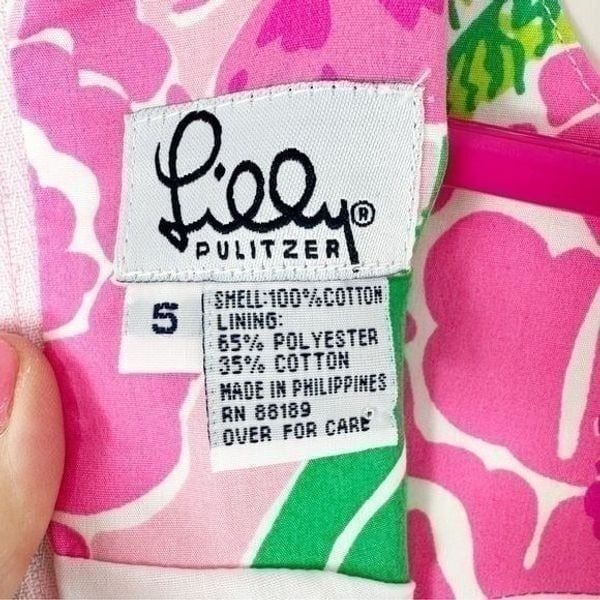 Lilly®
PULITZER
5
SHELL:100%COTTON
LINING:
65% POLYESTER
35% COTTON
MADE IN PHILIPPINES
RN 88189
OVER FOR CARE